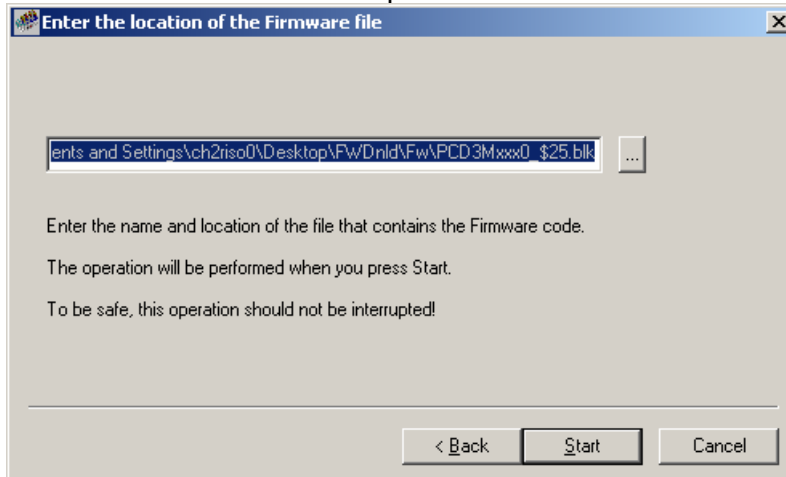 Enter the location of the Firmware file
ents and Settings\ch2riso0\Desktop\FWDnld\Fw\PCD3Mxxx0_$25.blk
...
Enter the name and location of the file that contains the Firmware code.
The operation will be performed when you press Start.
To be safe, this operation should not be interrupted!
< Back Start Cancel